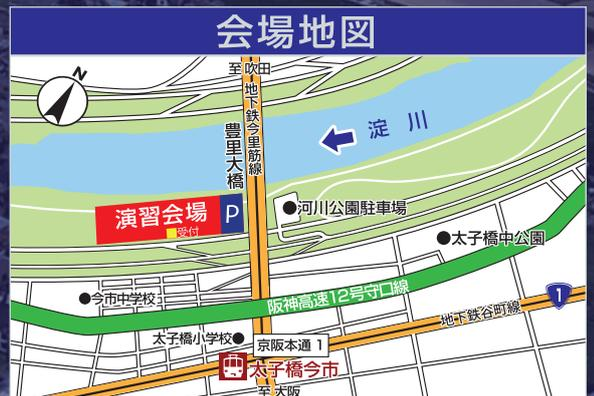 会場地図
N
至 吹田
地下鉄今里筋線
豊里大橋
淀 川
演習会場
P
受付
●河川公園駐車場
●太子橋中公園
●今市中学校
阪神高速12号守口線
1
地下鉄谷町線
太子橋小学校●
京阪本通 1
太子橋今市
至 大阪